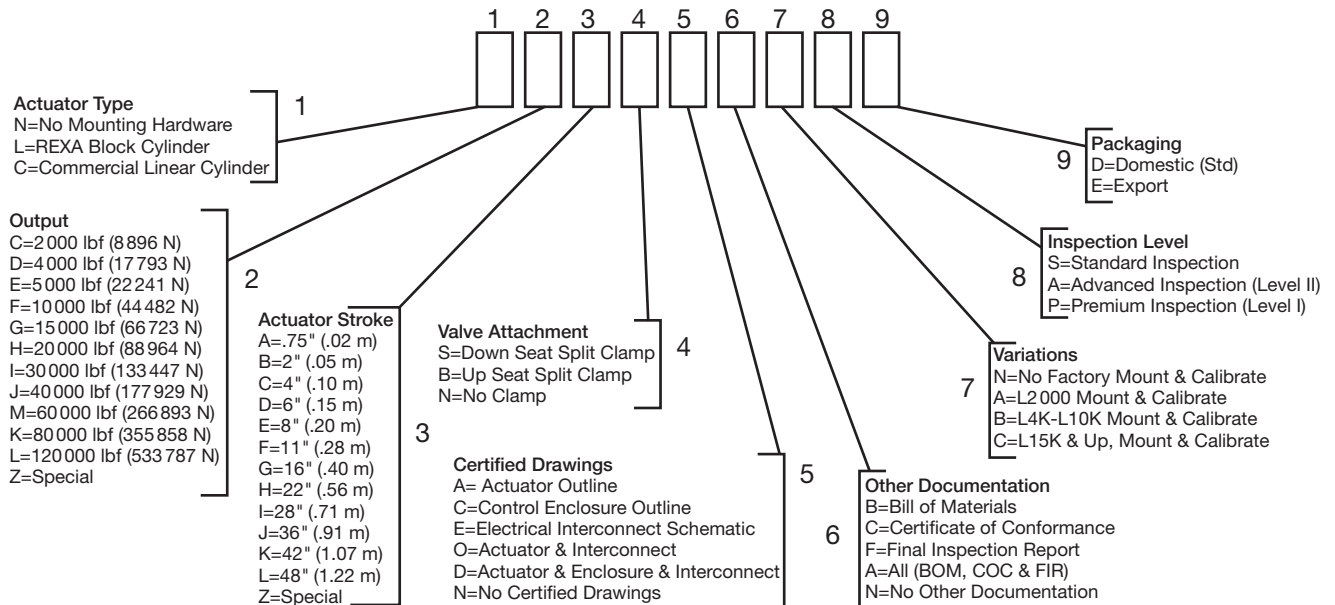 1 2 3 4 5 6 7 8 9
Actuator Type
N=No Mounting Hardware
L=REXA Block Cylinder
C=Commercial Linear Cylinder
1
Output
C=2 000 lbf (8 896 N)
D=4 000 lbf (17 793 N)
E=5 000 lbf (22 241 N)
F=10 000 lbf (44 482 N)
G=15 000 lbf (66 723 N)
H=20 000 lbf (88 964 N)
I=30 000 lbf (133 447 N)
J=40 000 lbf (177 929 N)
M=60 000 lbf (266 893 N)
K=80 000 lbf (355 858 N)
L=120 000 lbf (533 787 N)
Z=Special
2
Actuator Stroke
A=.75" (.02 m)
B=2" (.05 m)
C=4" (.10 m)
D=6" (.15 m)
E=8" (.20 m)
F=11" (.28 m)
G=16" (.40 m)
H=22" (.56 m)
I=28" (.71 m)
J=36" (.91 m)
K=42" (1.07 m)
L=48" (1.22 m)
Z=Special
3
Valve Attachment
S=Down Seat Split Clamp
B=Up Seat Split Clamp
N=No Clamp
4
Certified Drawings
A= Actuator Outline
C=Control Enclosure Outline
E=Electrical Interconnect Schematic
O=Actuator & Interconnect
D=Actuator & Enclosure & Interconnect
N=No Certified Drawings
5
Other Documentation
B=Bill of Materials
C=Certificate of Conformance
F=Final Inspection Report
A=All (BOM, COC & FIR)
N=No Other Documentation
6
Variations
N=No Factory Mount & Calibrate
A=L2 000 Mount & Calibrate
B=L4K-L10K Mount & Calibrate
C=L15K & Up, Mount & Calibrate
7
Inspection Level
S=Standard Inspection
A=Advanced Inspection (Level II)
P=Premium Inspection (Level I)
8
Packaging
D=Domestic (Std)
E=Export
9